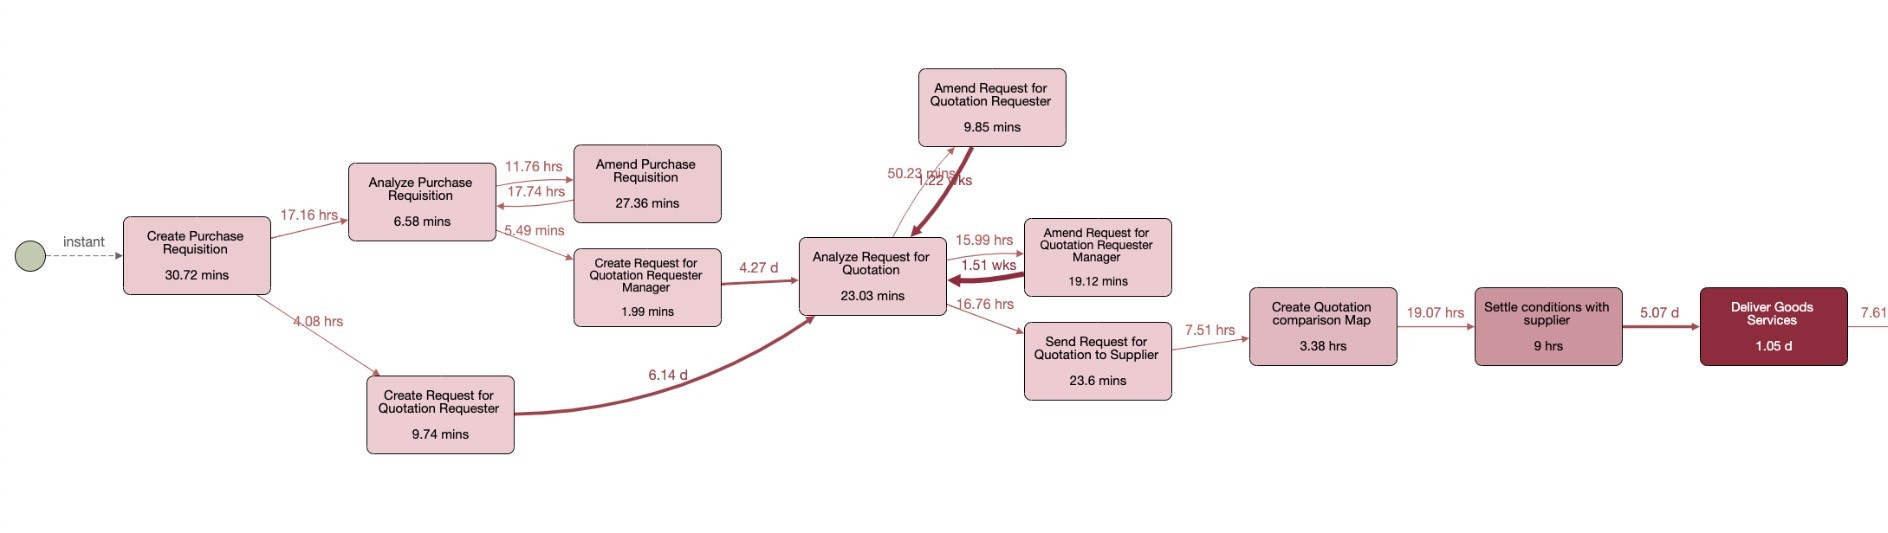 Amend Request for
Quotation Requester
9.85 mins
50.23 mins
1.22 wks
Amend Purchase
Requisition
27.36 mins
11.76 hrs
17.74 hrs
Analyze Purchase
Requisition
6.58 mins
5.49 mins
17.16 hrs
instant
Create Purchase
Requisition
30.72 mins
4.08 hrs
Create Request for
Quotation Requester
Manager
1.99 mins
4.27 d
Analyze Request for
Quotation
23.03 mins
15.99 hrs
1.51 wks
16.76 hrs
Amend Request for
Quotation Requester
Manager
19.12 mins
Send Request for
Quotation to Supplier
23.6 mins
7.51 hrs
Create Quotation
comparison Map
3.38 hrs
19.07 hrs
Settle conditions with
supplier
9 hrs
5.07 d
Deliver Goods
Services
1.05 d
7.61
Create Request for
Quotation Requester
9.74 mins
6.14 d